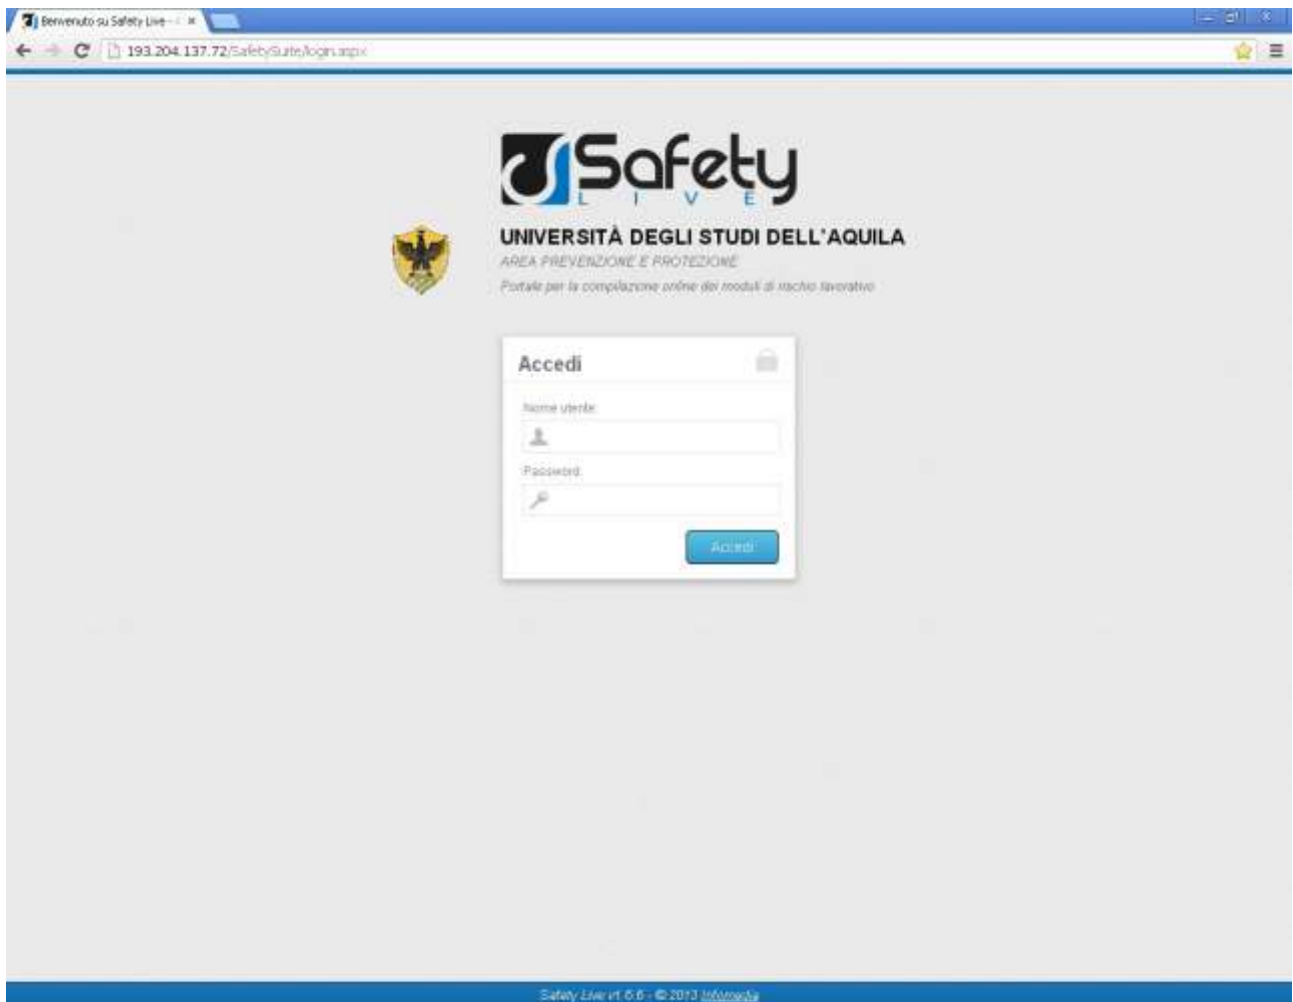 Benvenuto su Safety Live -
193.204.137.72/SafetySuite/login.aspx
Safety
LIVE
UNIVERSITÀ DEGLI STUDI DELL'AQUILA
AREA PREVENZIONE E PROTEZIONE
Portale per la compilazione online dei moduli di rischio lavorativo
Accedi
Nome utente:
Password:
Accedi
Safety Live v1.6.6 - © 2013 Infomedia